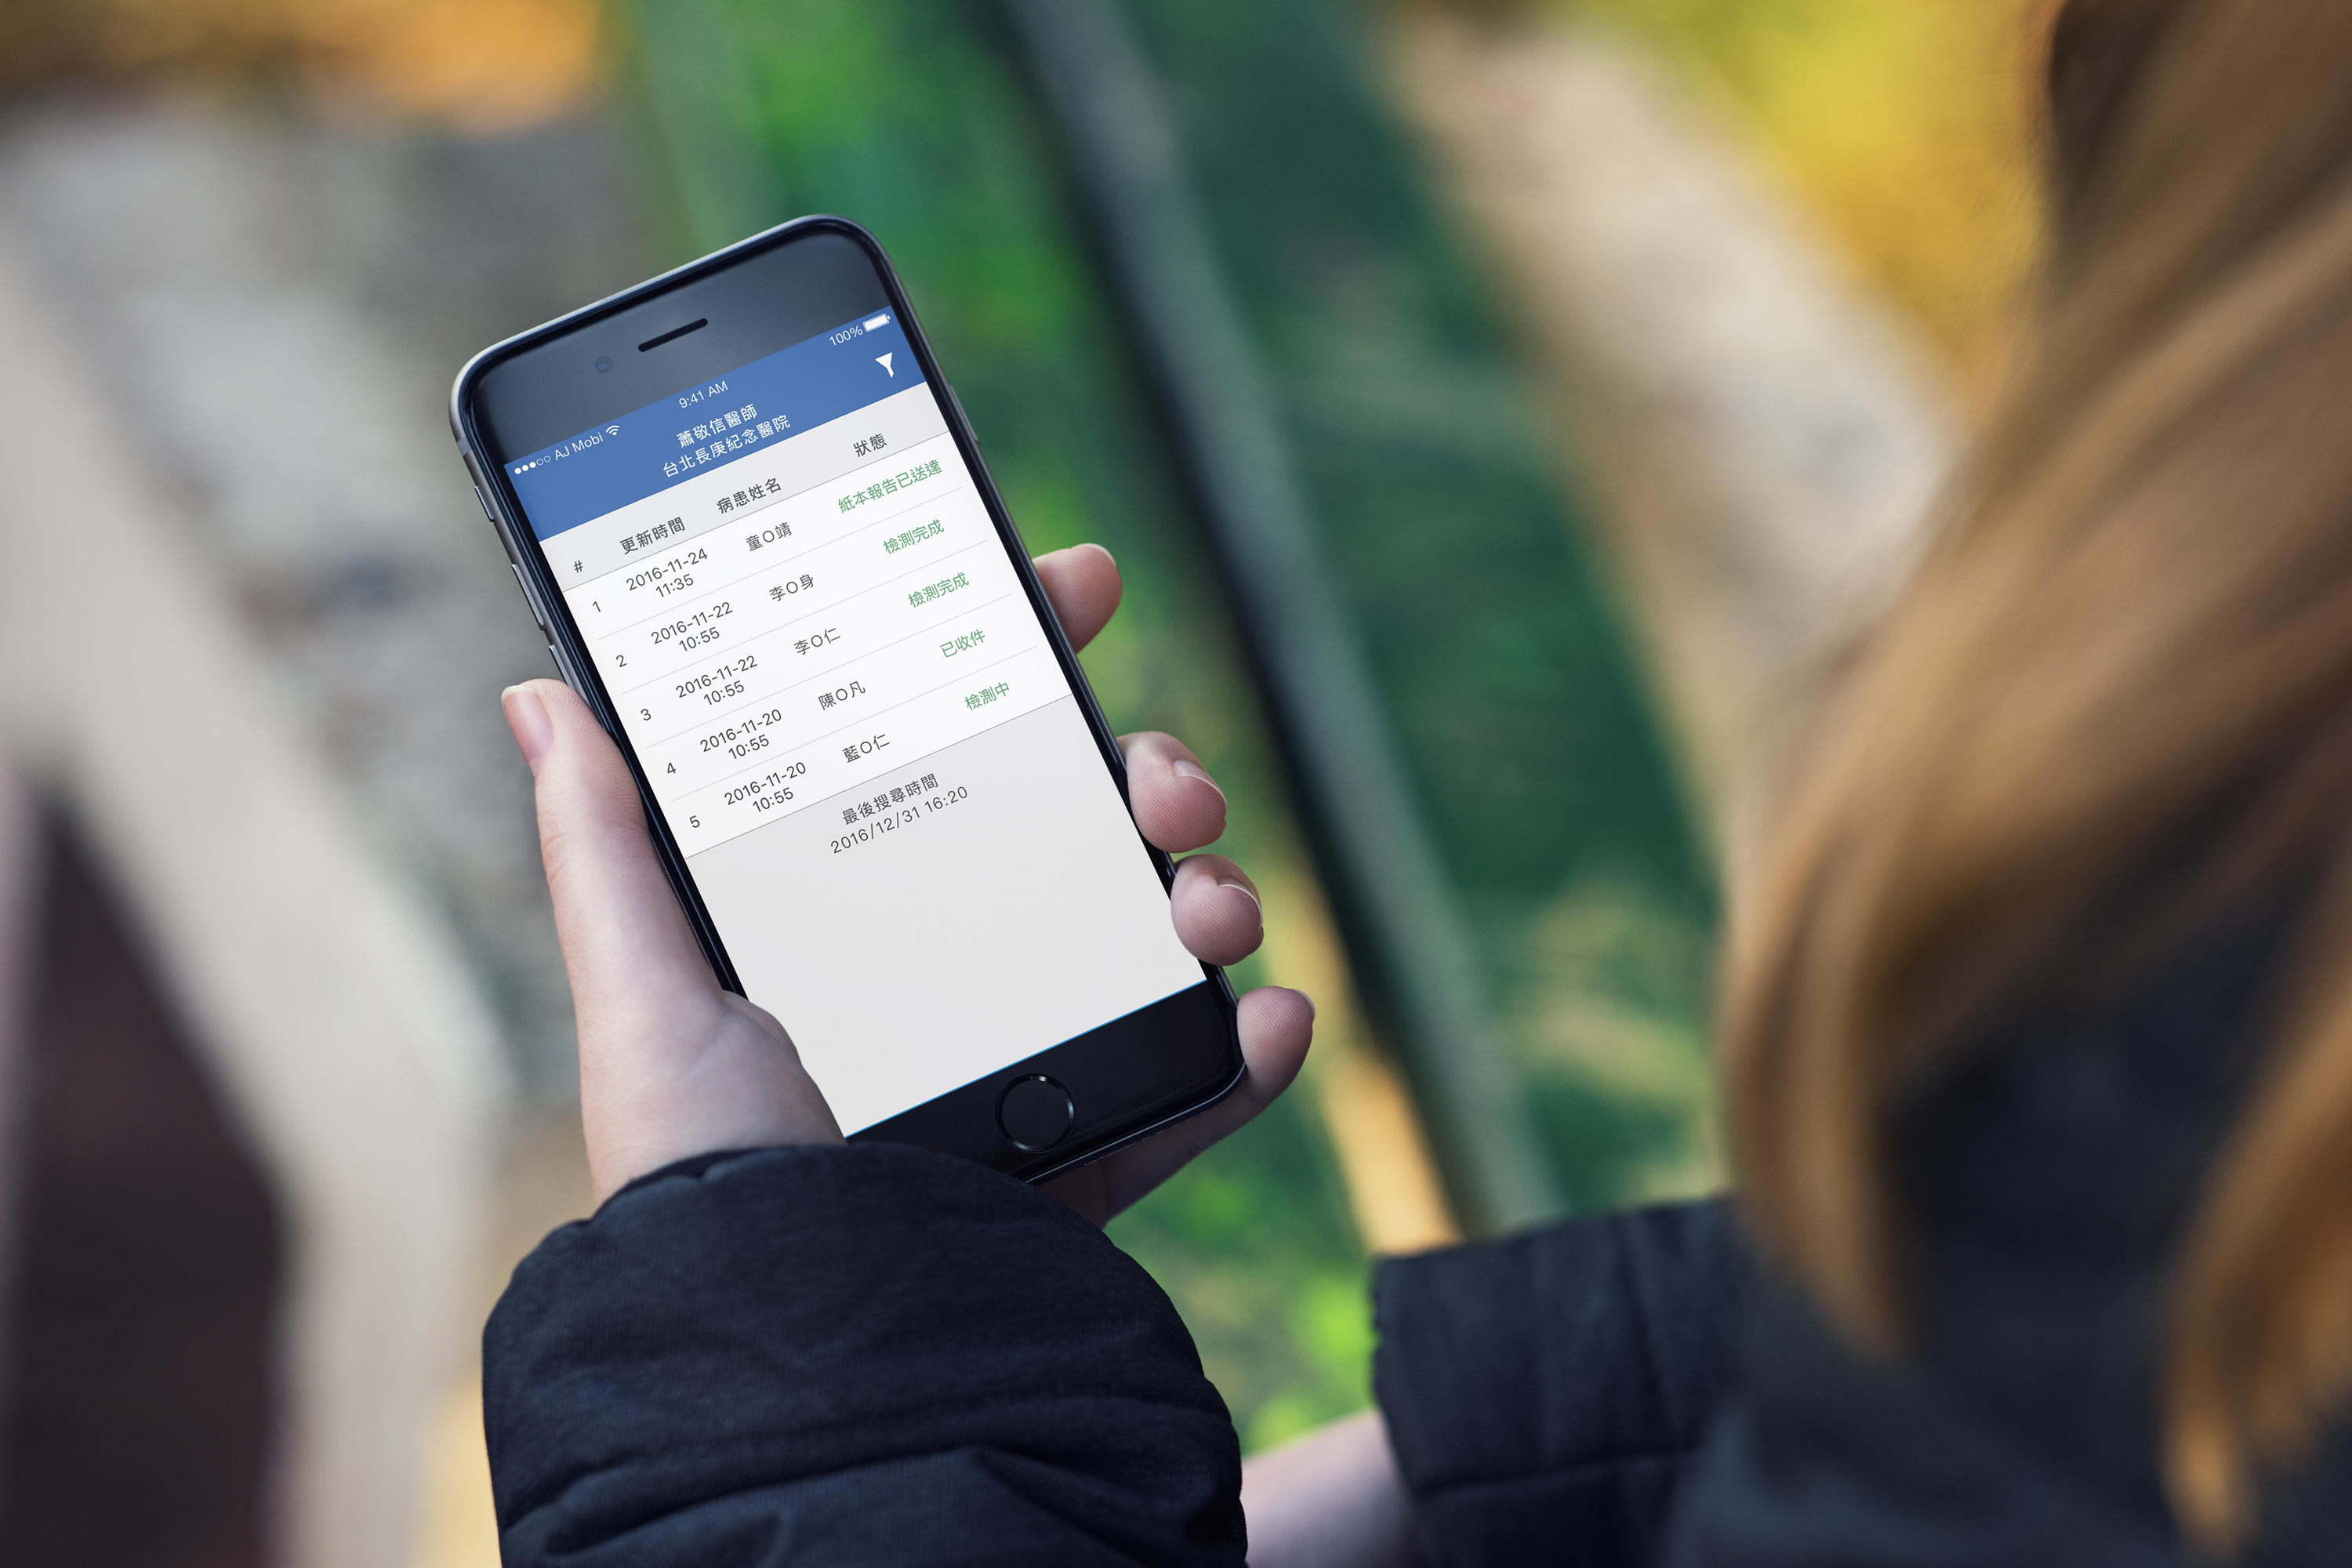 ●●●○○ AJ Mobi 9:41 AM 100%
蕭敬信醫師
台北長庚紀念醫院
# 更新時間 病患姓名 狀態
1 2016-11-24 11:35 童O靖 紙本報告已送達
2 2016-11-22 10:55 李O身 檢測完成
3 2016-11-22 10:55 李O仁 檢測完成
4 2016-11-20 10:55 陳O凡 已收件
5 2016-11-20 10:55 藍O仁 檢測中
最後搜尋時間
2016/12/31 16:20